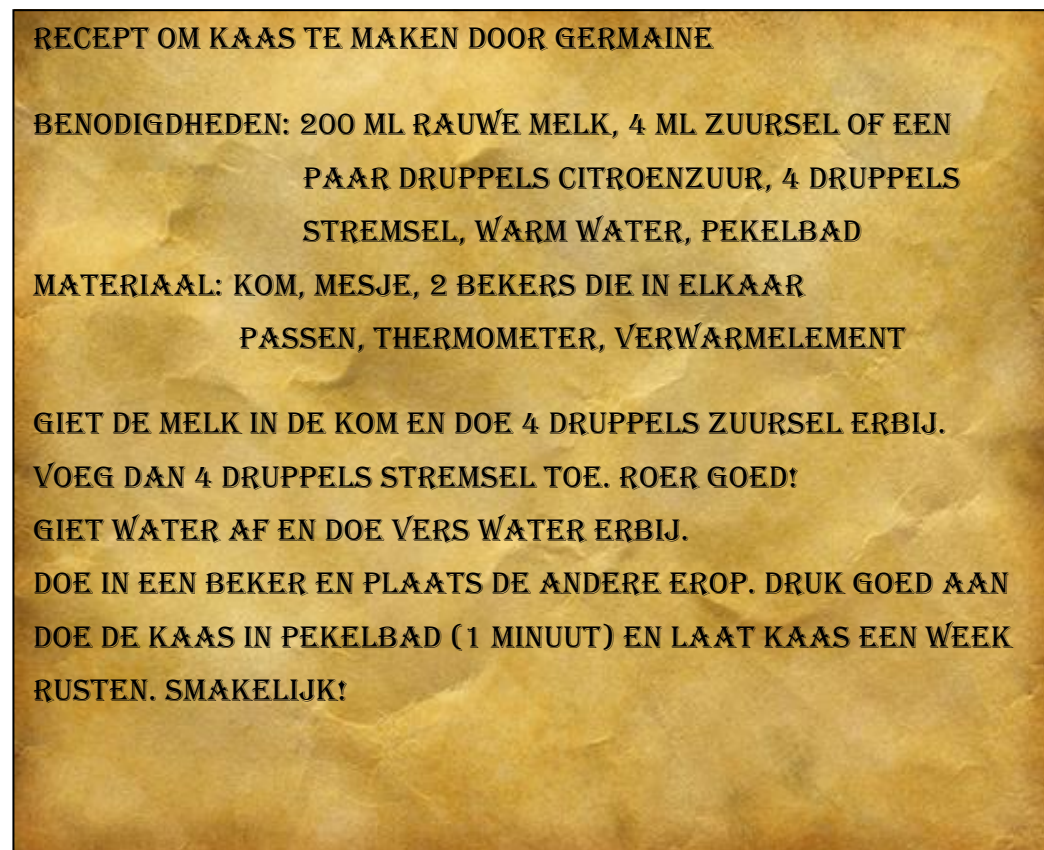 RECEPT OM KAAS TE MAKEN DOOR GERMAINE
BENODIGDHEDEN: 200 ML RAUWE MELK, 4 ML ZUURSEL OF EEN
PAAR DRUPPELS CITROENZUUR, 4 DRUPPELS
STREMSEL, WARM WATER, PEKELBAD
MATERIAAL: KOM, MESJE, 2 BEKERS DIE IN ELKAAR
PASSEN, THERMOMETER, VERWARMELEMENT
GIET DE MELK IN DE KOM EN DOE 4 DRUPPELS ZUURSEL ERBIJ.
VOEG DAN 4 DRUPPELS STREMSEL TOE. ROER GOED!
GIET WATER AF EN DOE VERS WATER ERBIJ.
DOE IN EEN BEKER EN PLAATS DE ANDERE EROP. DRUK GOED AAN
DOE DE KAAS IN PEKELBAD (1 MINUUT) EN LAAT KAAS EEN WEEK
RUSTEN. SMAKELIJK!